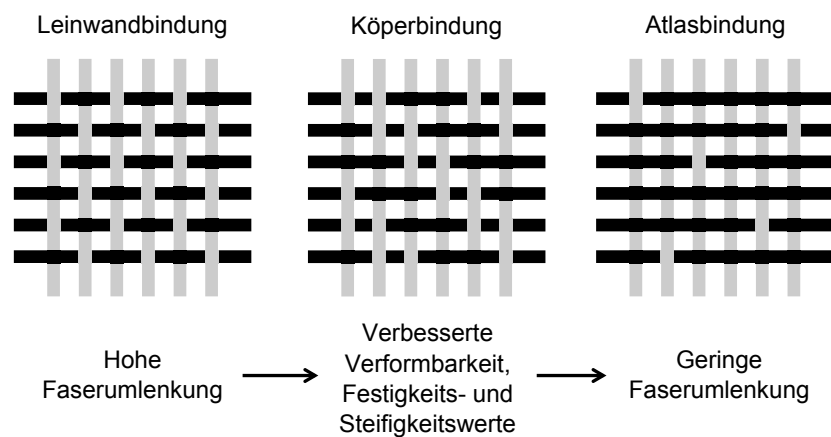 Leinwandbindung
Köperbindung
Atlasbindung
Hohe
Faserumlenkung
Verbesserte
Verformbarkeit,
Festigkeits- und
Steifigkeitswerte
Geringe
Faserumlenkung